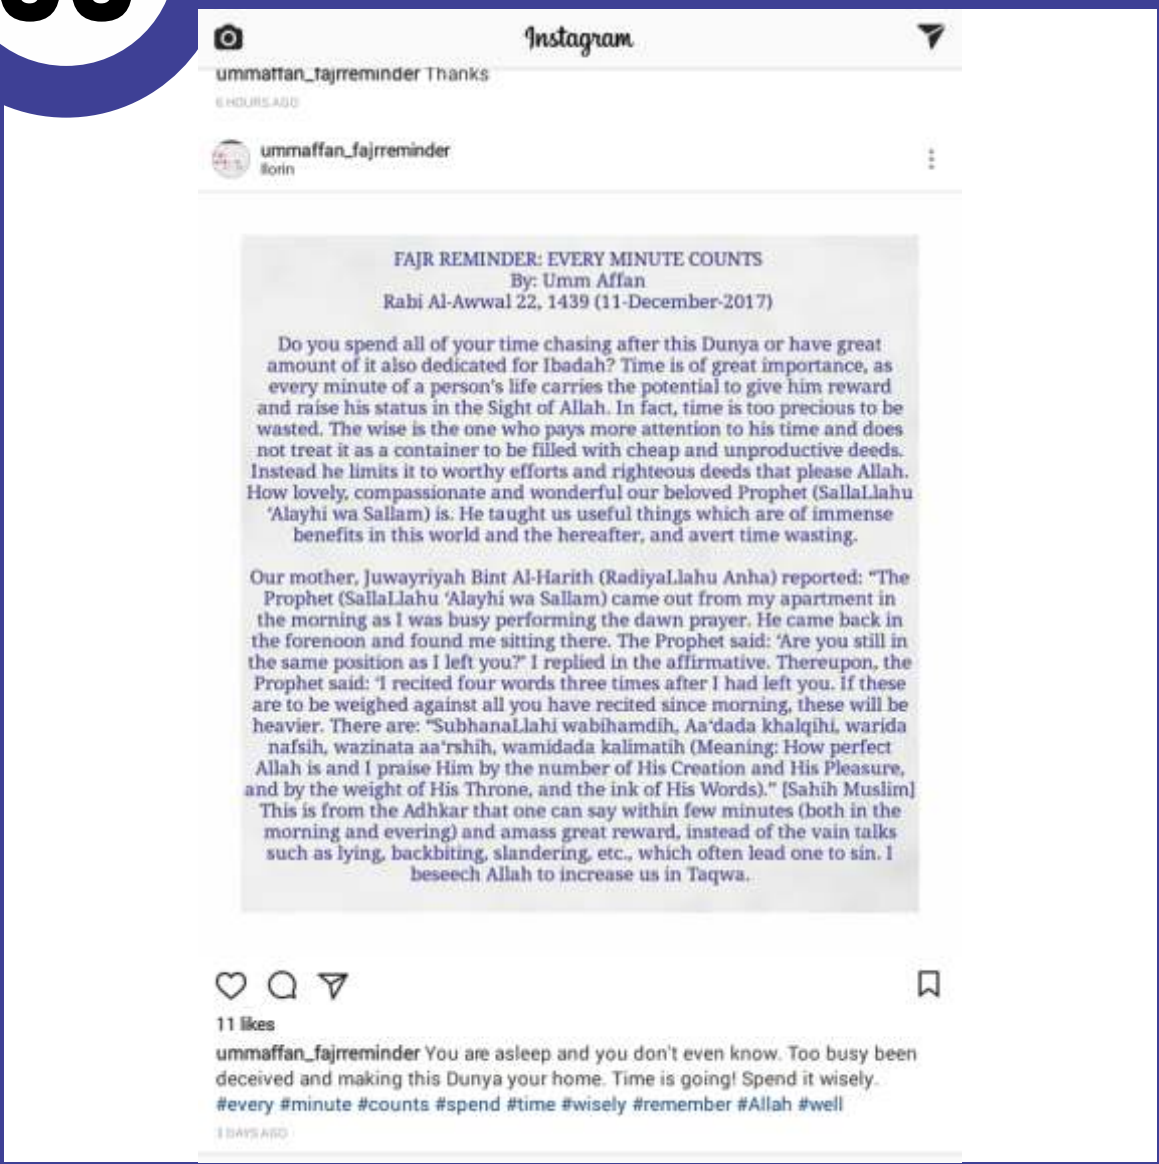 Instagram
ummaffan_fajrreminder Thanks
6 HOURS AGO
ummaffan_fajrreminder
Ilorin
FAJR REMINDER: EVERY MINUTE COUNTS
By: Umm Affan
Rabi Al-Awwal 22, 1439 (11-December-2017)
Do you spend all of your time chasing after this Dunya or have great
amount of it also dedicated for Ibadah? Time is of great importance, as
every minute of a person's life carries the potential to give him reward
and raise his status in the Sight of Allah. In fact, time is too precious to be
wasted. The wise is the one who pays more attention to his time and does
not treat it as a container to be filled with cheap and unproductive deeds.
Instead he limits it to worthy efforts and righteous deeds that please Allah.
How lovely, compassionate and wonderful our beloved Prophet (SallaLlahu
‘Alayhi wa Sallam) is. He taught us useful things which are of immense
benefits in this world and the hereafter, and avert time wasting.
Our mother, Juwayriyah Bint Al-Harith (RadiyaLlahu Anha) reported: “The
Prophet (SallaLlahu ‘Alayhi wa Sallam) came out from my apartment in
the morning as I was busy performing the dawn prayer. He came back in
the forenoon and found me sitting there. The Prophet said: ‘Are you still in
the same position as I left you?’ I replied in the affirmative. Thereupon, the
Prophet said: ‘I recited four words three times after I had left you. If these
are to be weighed against all you have recited since morning, these will be
heavier. There are: “SubhanaLlahi wabihamdih, Aa‘dada khalqihi, warida
nafsih, wazinata aa‘rshih, wamidada kalimatih (Meaning: How perfect
Allah is and I praise Him by the number of His Creation and His Pleasure,
and by the weight of His Throne, and the ink of His Words).” [Sahih Muslim]
This is from the Adhkar that one can say within few minutes (both in the
morning and evering) and amass great reward, instead of the vain talks
such as lying, backbiting, slandering, etc., which often lead one to sin. I
beseech Allah to increase us in Taqwa.
11 likes
ummaffan_fajrreminder You are asleep and you don't even know. Too busy been
deceived and making this Dunya your home. Time is going! Spend it wisely.
#every #minute #counts #spend #time #wisely #remember #Allah #well
3 DAYS AGO